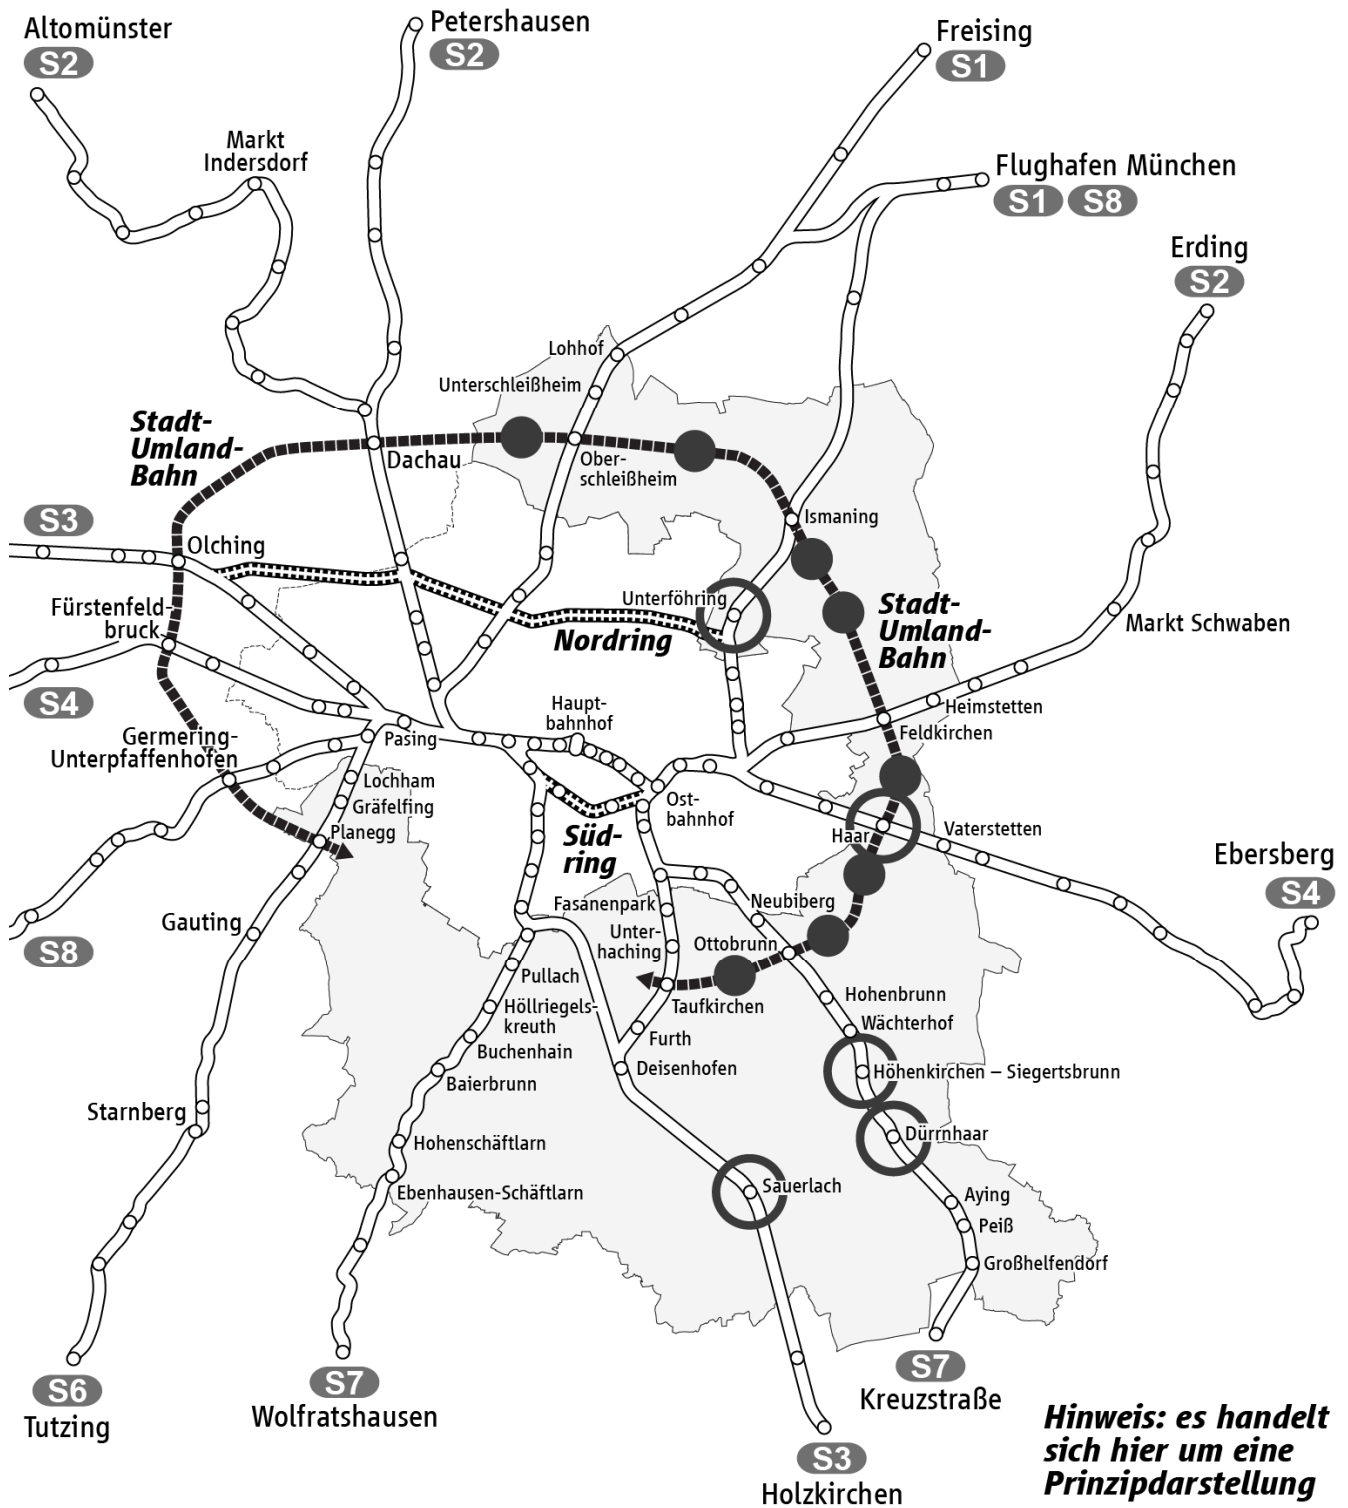 Altomünster
S2
Petershausen
S2
Freising
S1
Markt
Indersdorf
Flughafen München
S1 S8
Erding
S2
Lohhof
Unterschleißheim
Stadt-
Umland-
Bahn
Dachau
Ober-
schleißheim
S3
Olching
Ismaning
Fürstenfeld-
bruck
Unterföhring
Nordring
Stadt-
Umland-
Bahn
Markt Schwaben
S4
Haupt-
bahnhof
Heimstetten
Feldkirchen
Germering-
Unterpfaffenhofen
Pasing
Lochham
Gräfelfing
Planegg
Ost-
bahnhof
Süd-
ring
Haar
Vaterstetten
Ebersberg
S4
Gauting
S8
Fasanenpark
Neubiberg
Unter-
haching
Ottobrunn
Pullach
Höllriegels-
kreuth
Buchenhain
Baierbrunn
Taufkirchen
Furth
Deisenhofen
Hohenbrunn
Wächterhof
Höhenkirchen – Siegertsbrunn
Dürrnhaar
Starnberg
Hohenschäftlarn
Ebenhausen-Schäftlarn
Sauerlach
Aying
Peiß
Großhelfendorf
S6
Tutzing
S7
Wolfratshausen
S7
Kreuzstraße
S3
Holzkirchen
Hinweis: es handelt
sich hier um eine
Prinzipdarstellung